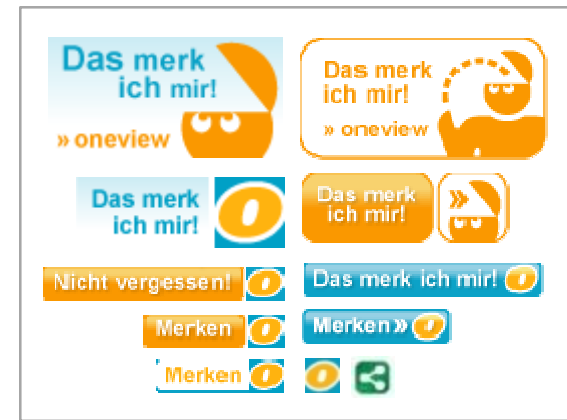 Das merk
ich mir!
» oneview
Das merk
ich mir!
» oneview
Das merk
ich mir!
Das merk
ich mir!
»
Nicht vergessen!
Das merk ich mir!
Merken
Merken »
Merken